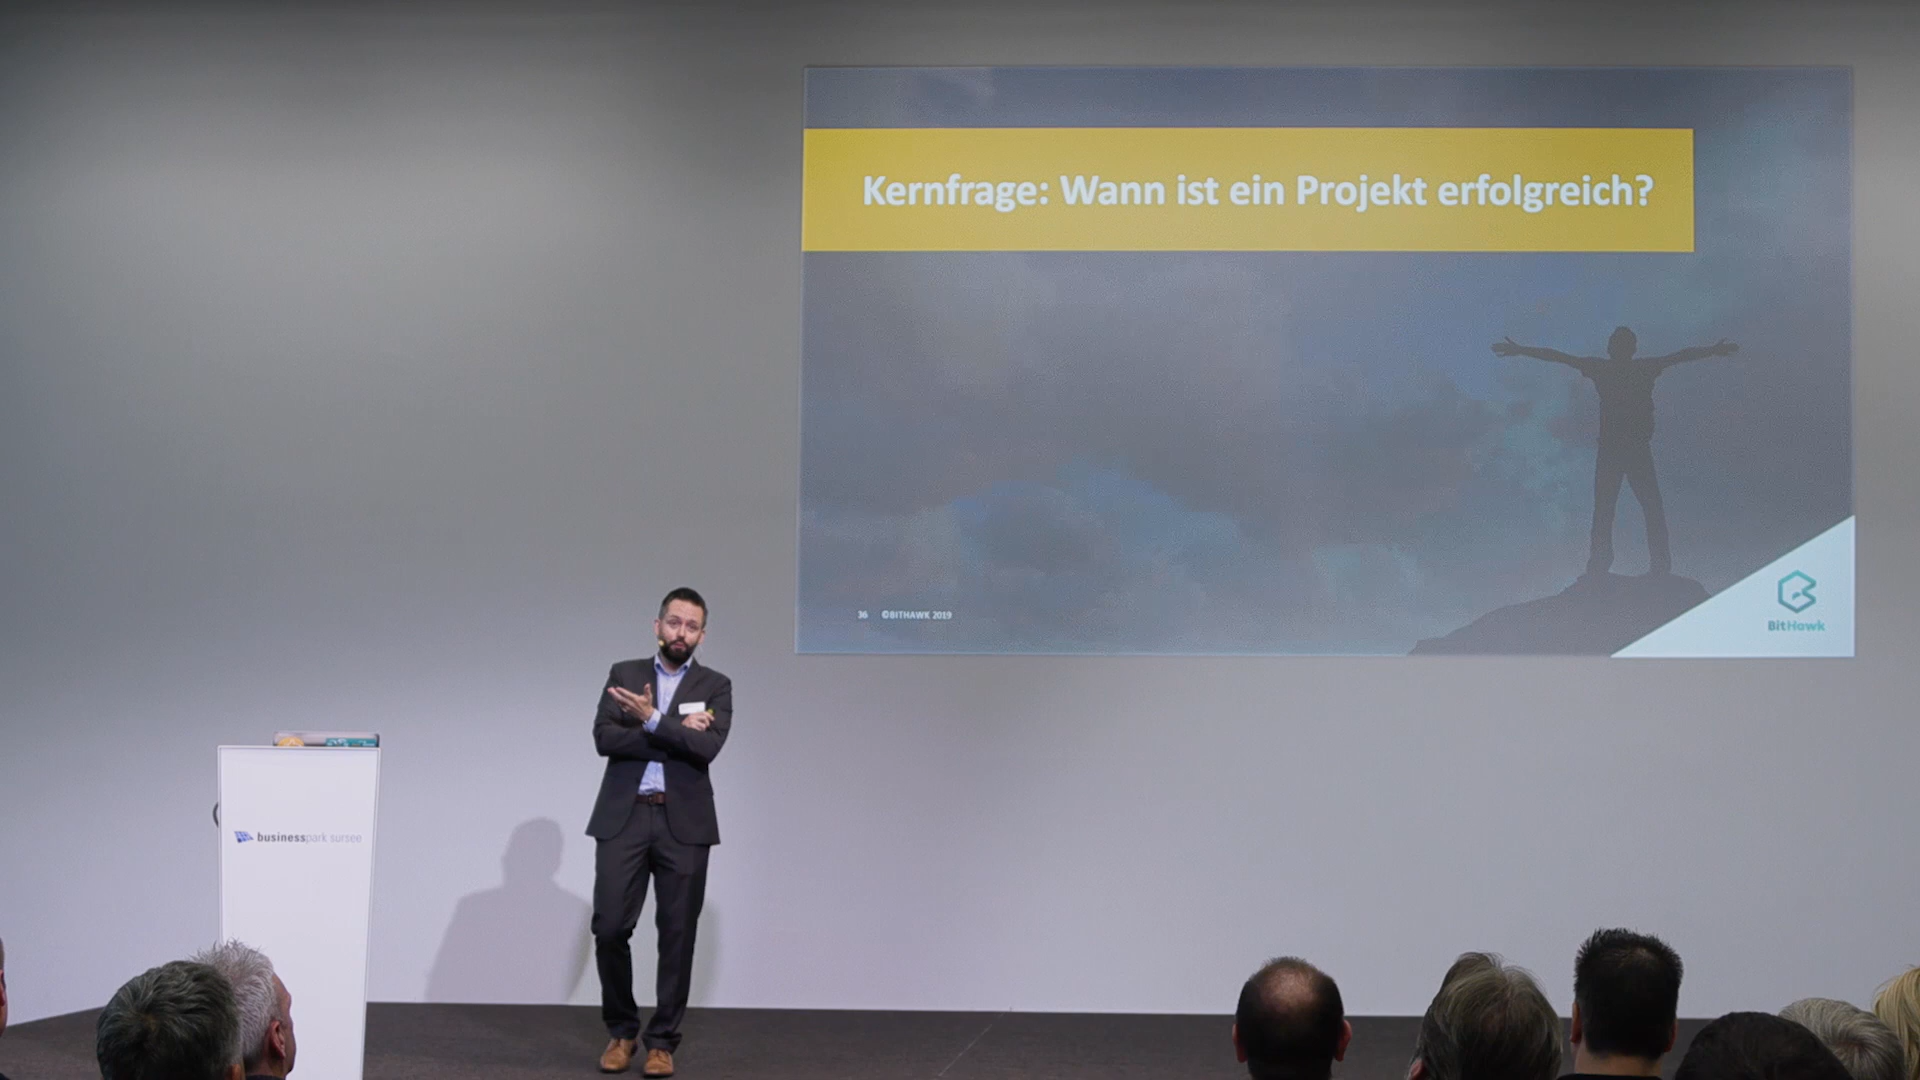 Kernfrage: Wann ist ein Projekt erfolgreich?
36 ©BITHAWK 2019
BitHawk
businesspark sursee